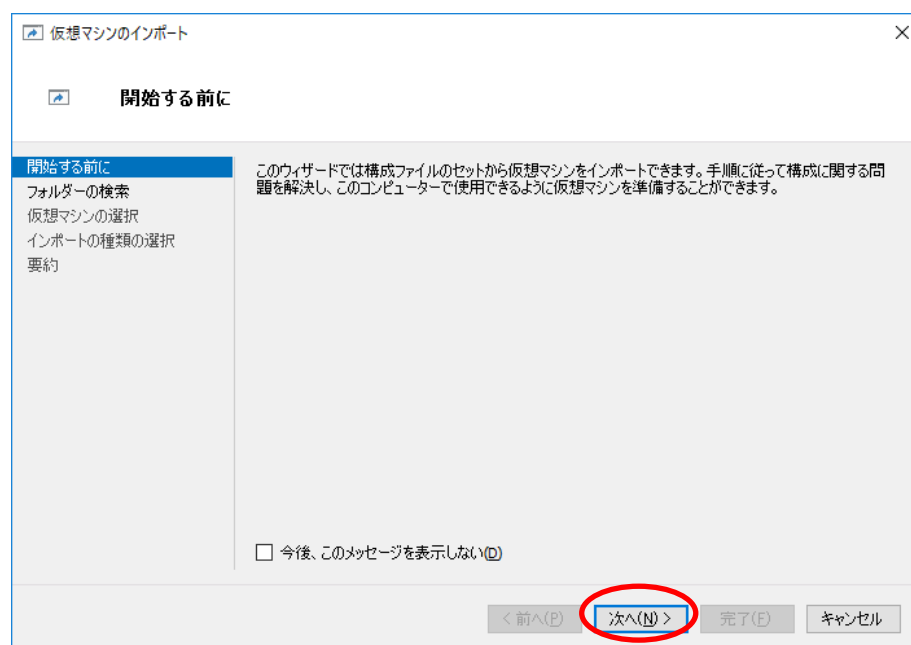 仮想マシンのインポート
開始する前に
開始する前に
フォルダーの検索
仮想マシンの選択
インポートの種類の選択
要約
このウィザードでは構成ファイルのセットから仮想マシンをインポートできます。手順に従って構成に関する問
題を解決し、このコンピューターで使用できるように仮想マシンを準備することができます。
今後、このメッセージを表示しない(D)
< 前へ(P)
次へ(N) >
完了(F)
キャンセル